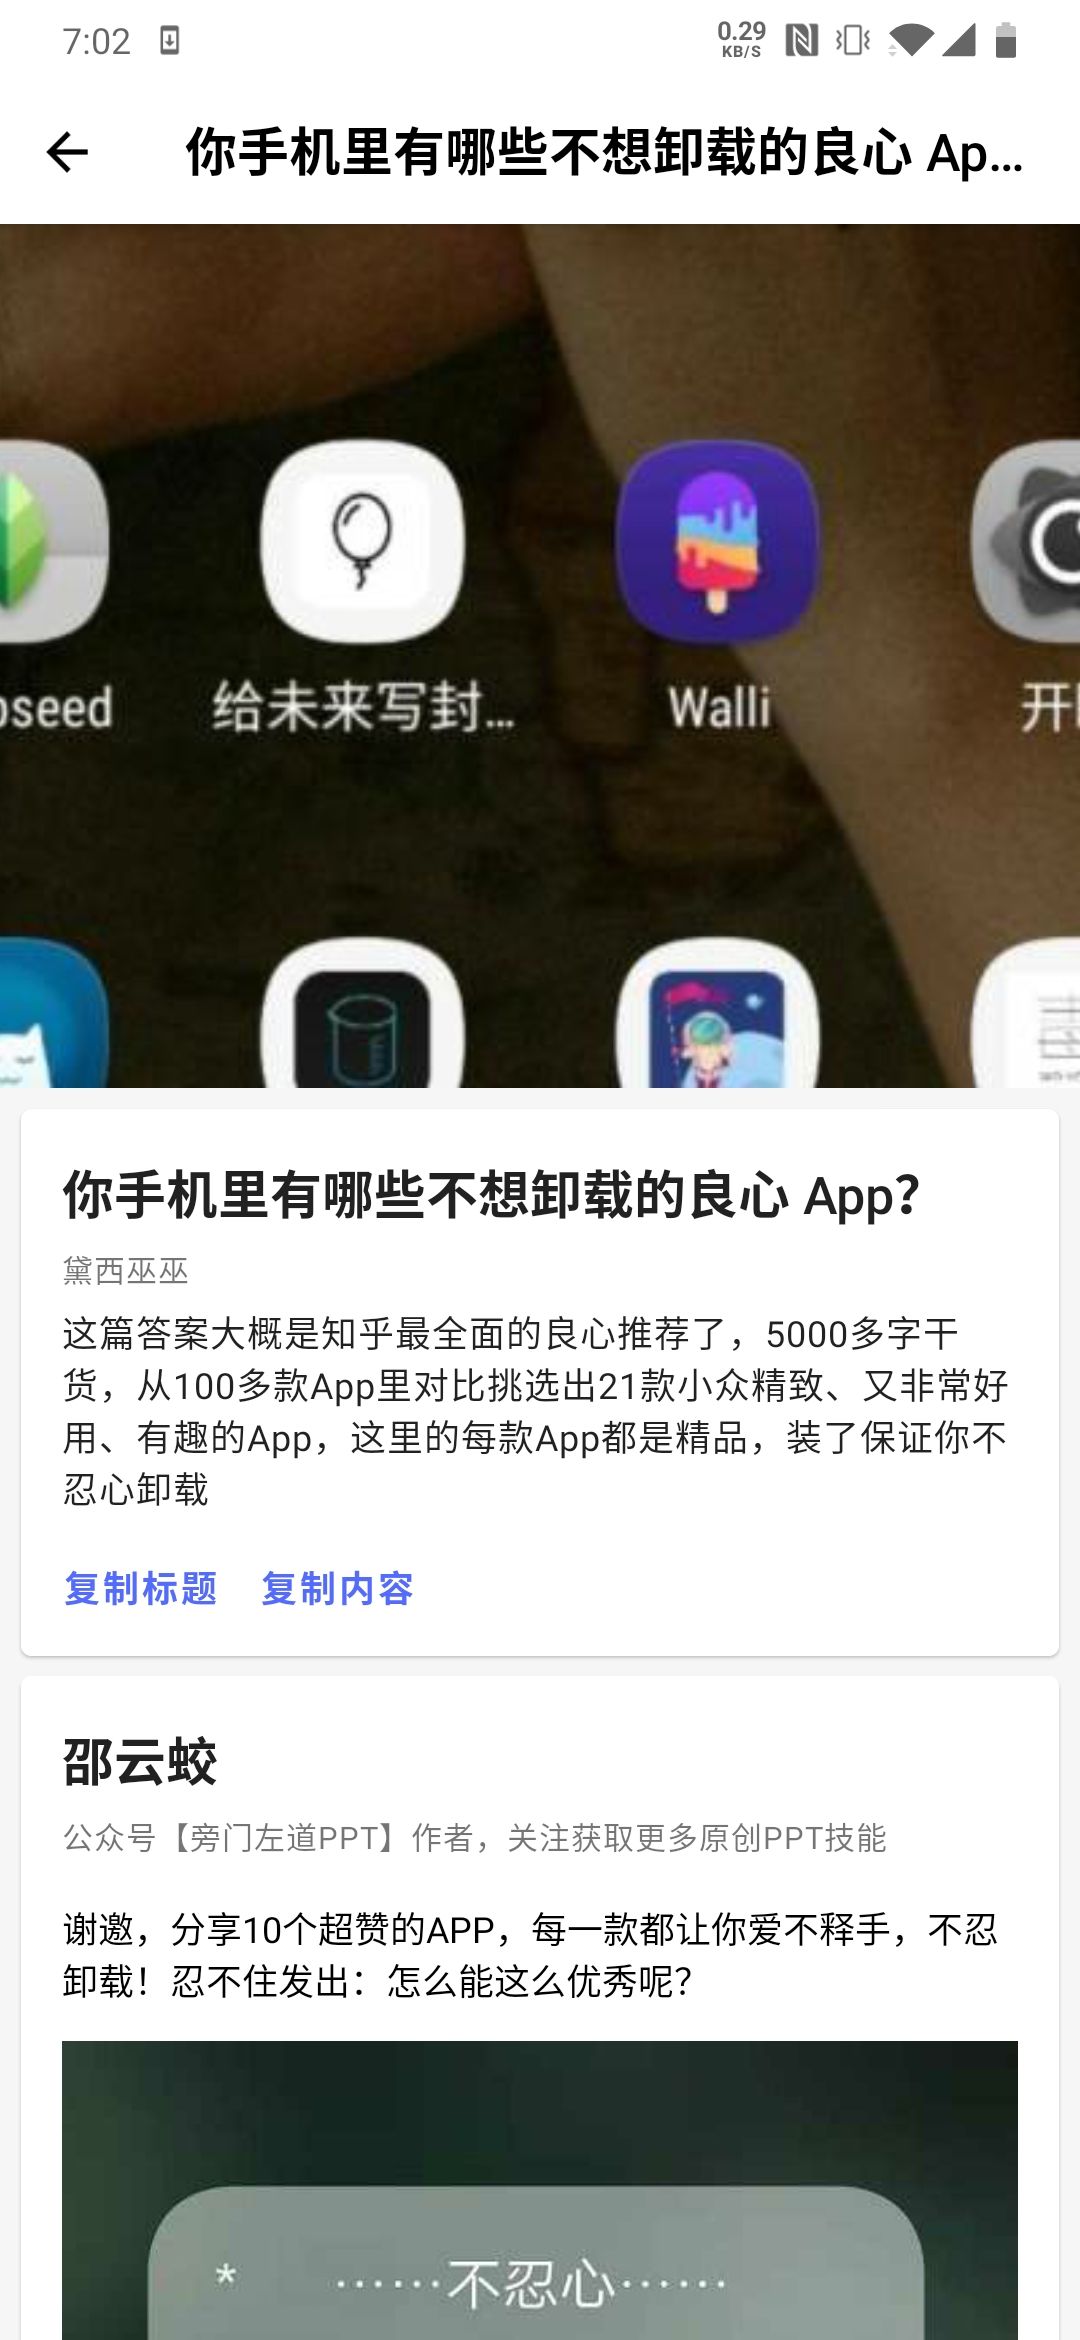 7:02
0.29
KB/S
你手机里有哪些不想卸载的良心 Ap...
pseed
给未来写封...
Walli
开
你手机里有哪些不想卸载的良心 App？
黛西巫巫
这篇答案大概是知乎最全面的良心推荐了，5000多字干
货，从100多款App里对比挑选出21款小众精致、又非常好
用、有趣的App，这里的每款App都是精品，装了保证你不
忍心卸载
复制标题 复制内容
邵云蛟
公众号【旁门左道PPT】作者，关注获取更多原创PPT技能
谢邀，分享10个超赞的APP，每一款都让你爱不释手，不忍
卸载！忍不住发出：怎么能这么优秀呢？
* ······不忍心······